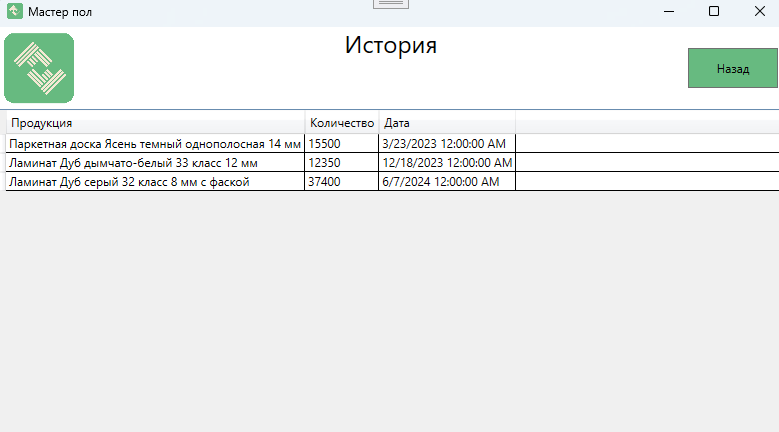 Мастер пол
История
Назад
Продукция Количество Дата
Паркетная доска Ясень темный однополосная 14 мм 15500 3/23/2023 12:00:00 AM
Ламинат Дуб дымчато-белый 33 класс 12 мм 12350 12/18/2023 12:00:00 AM
Ламинат Дуб серый 32 класс 8 мм с фаской 37400 6/7/2024 12:00:00 AM